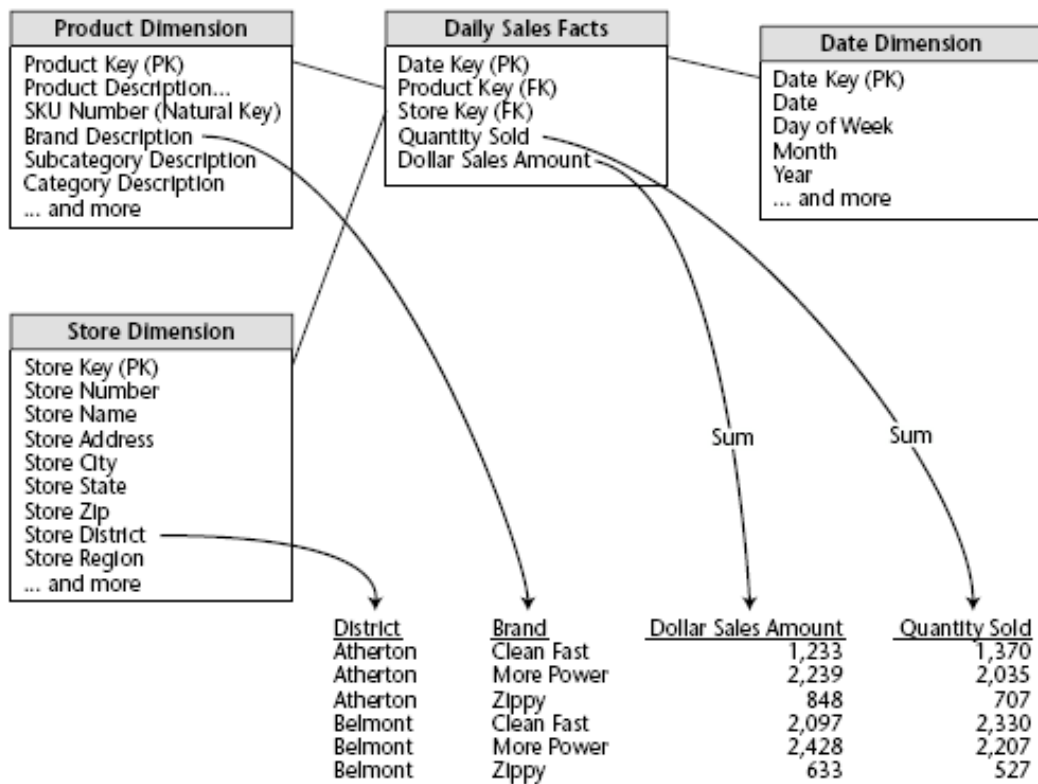 Product Dimension
Product Key (PK)
Product Description...
SKU Number (Natural Key)
Brand Description
Subcategory Description
Category Description
... and more
Daily Sales Facts
Date Key (PK)
Product Key (FK)
Store Key (FK)
Quantity Sold
Dollar Sales Amount
Date Dimension
Date Key (PK)
Date
Day of Week
Month
Year
... and more
Store Dimension
Store Key (PK)
Store Number
Store Name
Store Address
Store City
Store State
Store Zip
Store District
Store Region
... and more
Sum
Sum
District Brand Dollar Sales Amount Quantity Sold
Atherton Clean Fast 1,233 1,370
Atherton More Power 2,239 2,035
Atherton Zippy 848 707
Belmont Clean Fast 2,097 2,330
Belmont More Power 2,428 2,207
Belmont Zippy 633 527